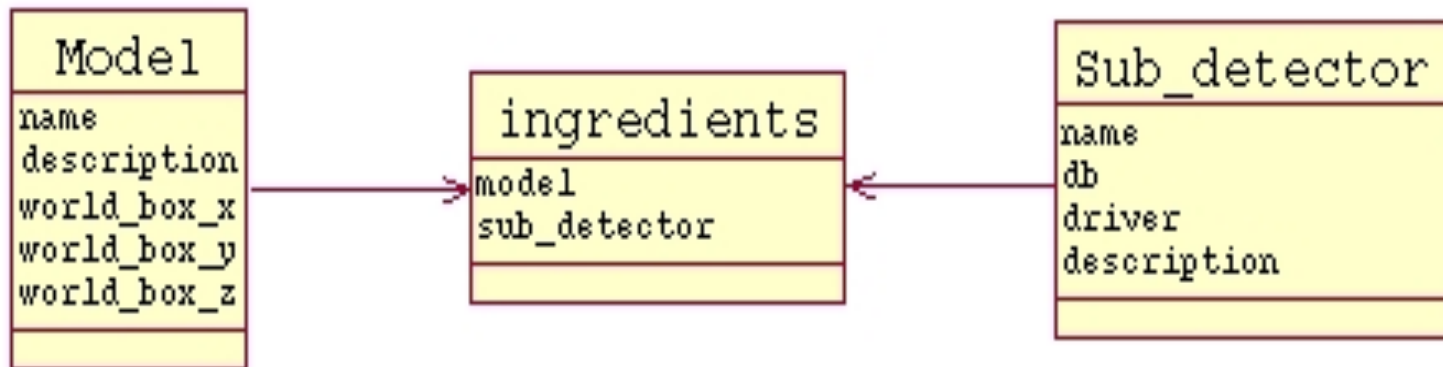 Model
name
description
world_box_x
world_box_y
world_box_z
ingredients
model
sub_detector
Sub_detector
name
db
driver
description